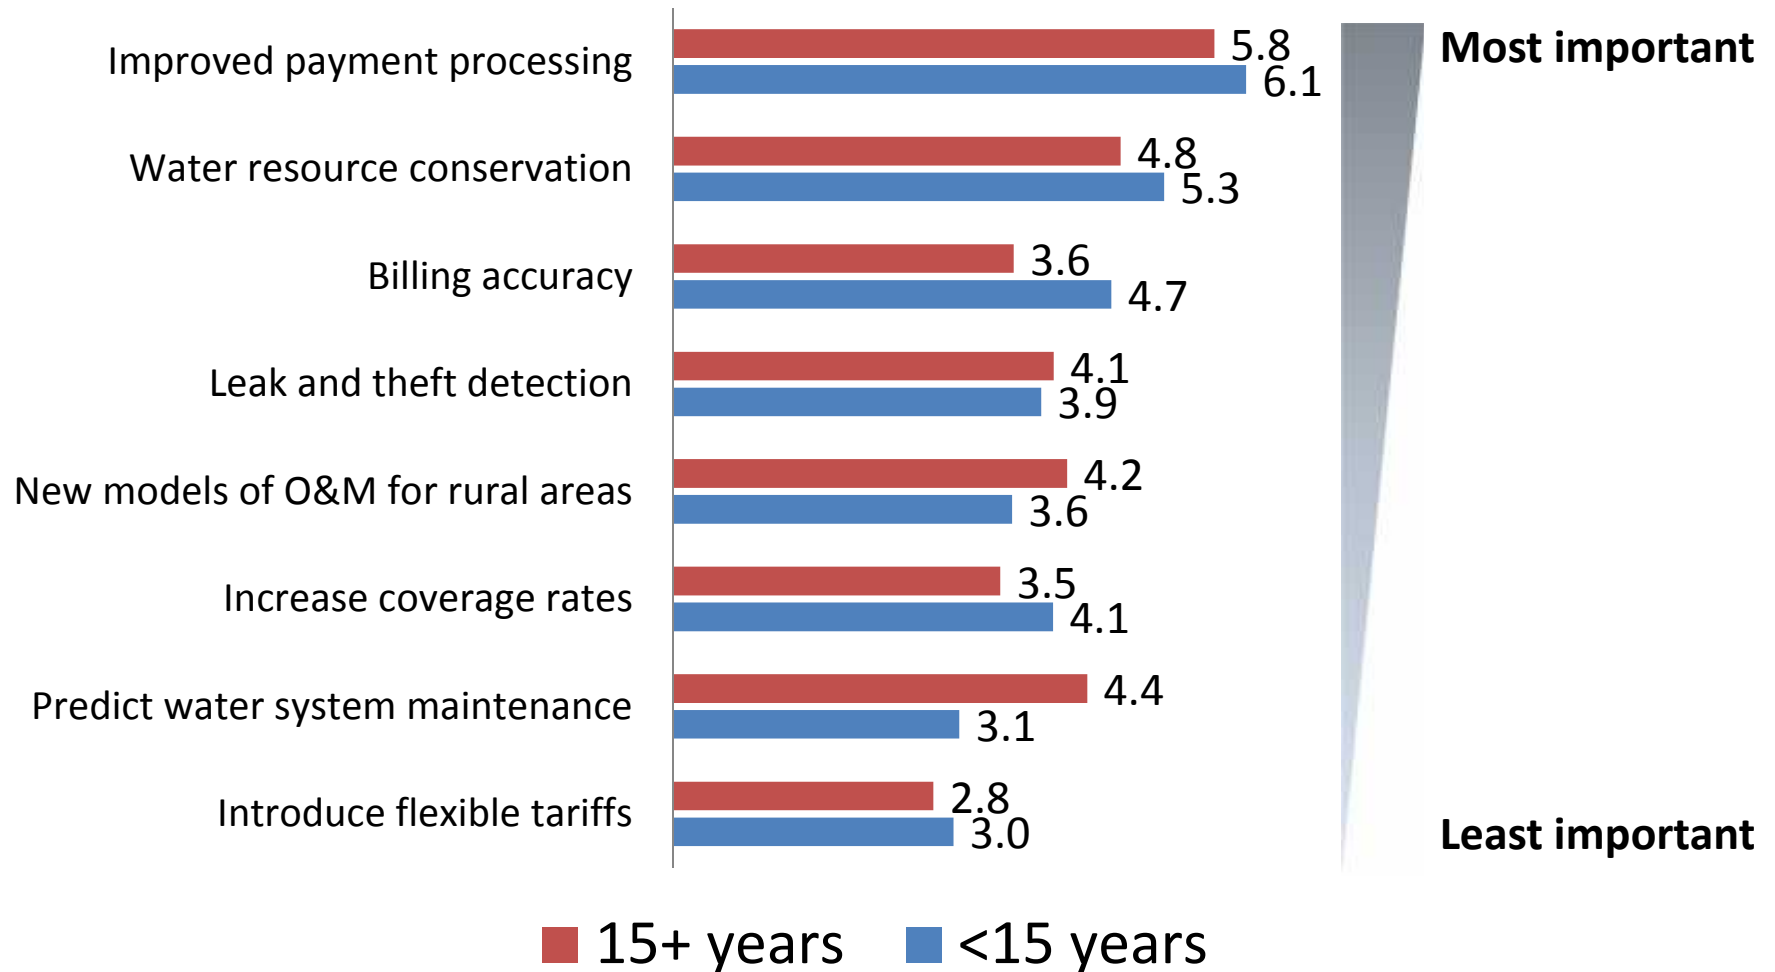 Improved payment processing
5.8
6.1
Most important
Water resource conservation
4.8
5.3
Billing accuracy
3.6
4.7
Leak and theft detection
4.1
3.9
New models of O&M for rural areas
4.2
3.6
Increase coverage rates
3.5
4.1
Predict water system maintenance
4.4
3.1
Introduce flexible tariffs
2.8
3.0
Least important
15+ years
<15 years